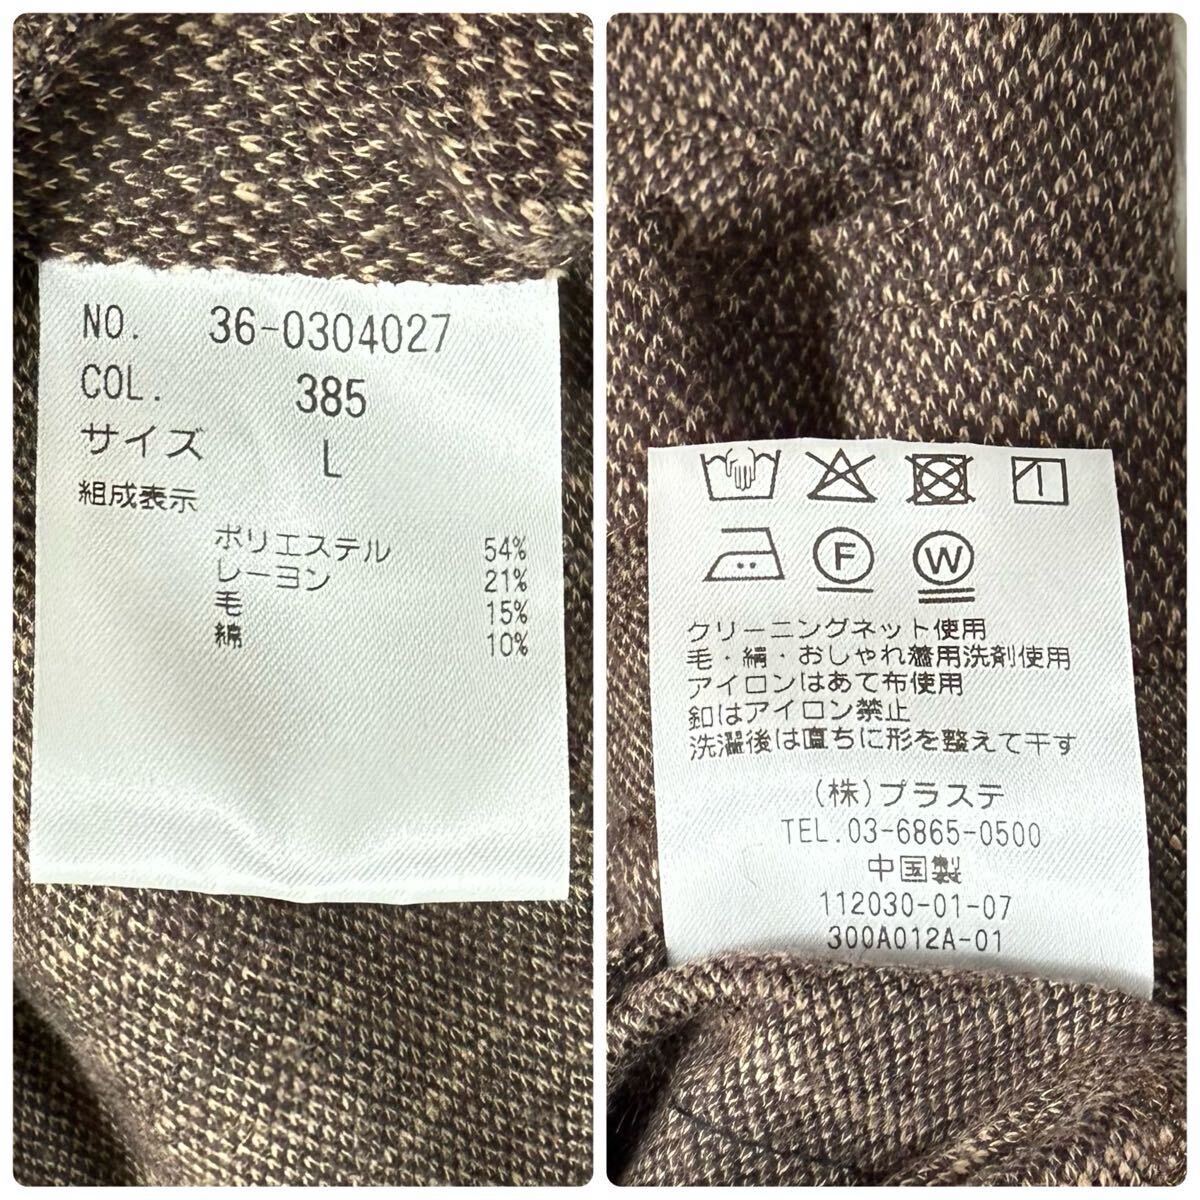 NO. 36-0304027
COL. 385
サイズ L
組成表示
ポリエステル 54%
レーヨン 21%
毛 15%
綿 10%
F W
クリーニングネット使用
毛・絹・おしゃれ着用洗剤使用
アイロンはあて布使用
釦はアイロン禁止
洗濯後は直ちに形を整えて干す
(株)プラステ
TEL.03-6865-0500
中国製
112030-01-07
300A012A-01